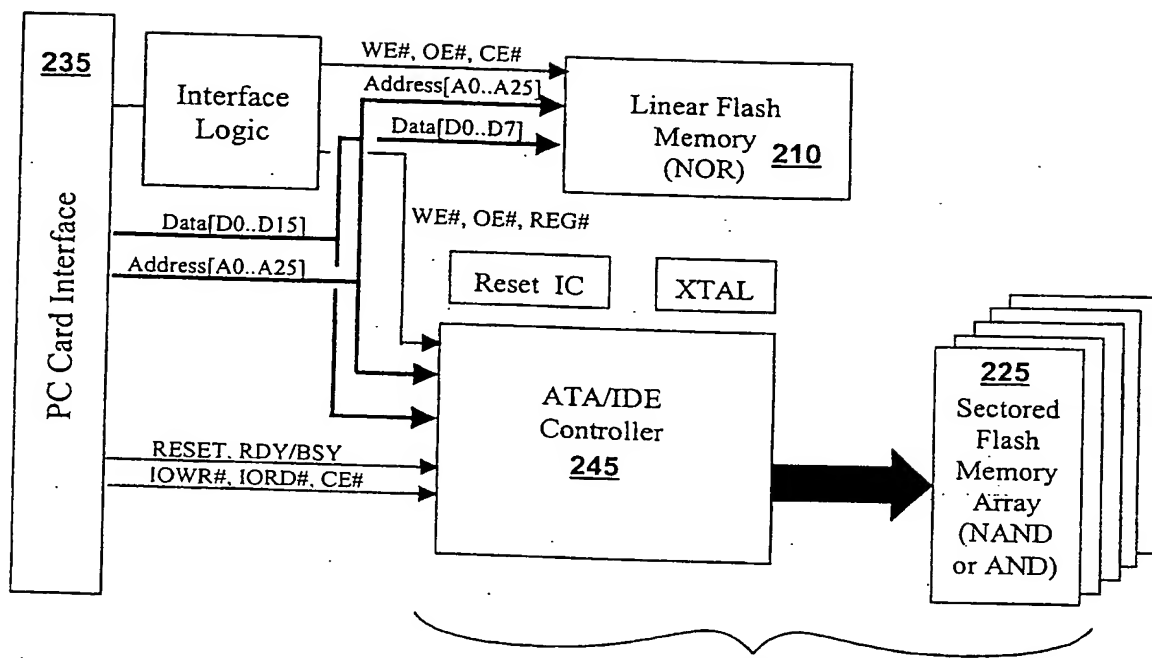 235
PC Card Interface
Interface
Logic
WE#, OE#, CE#
Address[A0..A25]
Data[D0..D7]
Linear Flash
Memory
(NOR)
210
Data[D0..D15]
Address[A0..A25]
WE#, OE#, REG#
Reset IC
XTAL
ATA/IDE
Controller
245
RESET, RDY/BSY
IOWR#, IORD#, CE#
225
Sectored
Flash
Memory
Array
(NAND
or AND)